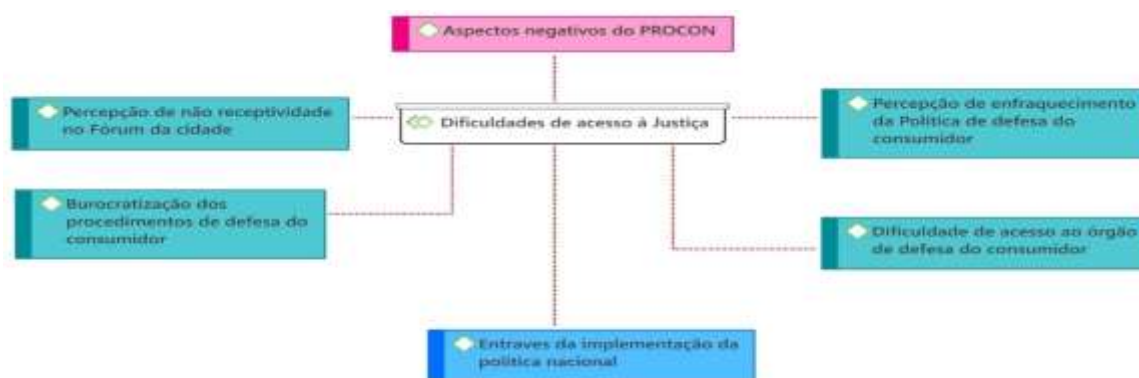 Aspectos negativos do PROCON
Percepção de não receptividade
no Fórum da cidade
Dificuldades de acesso à Justiça
Percepção de enfraquecimento
da Política de defesa do
consumidor
Burocratização dos
procedimentos de defesa do
consumidor
Dificuldade de acesso ao órgão
de defesa do consumidor
Entraves da implementação da
política nacional